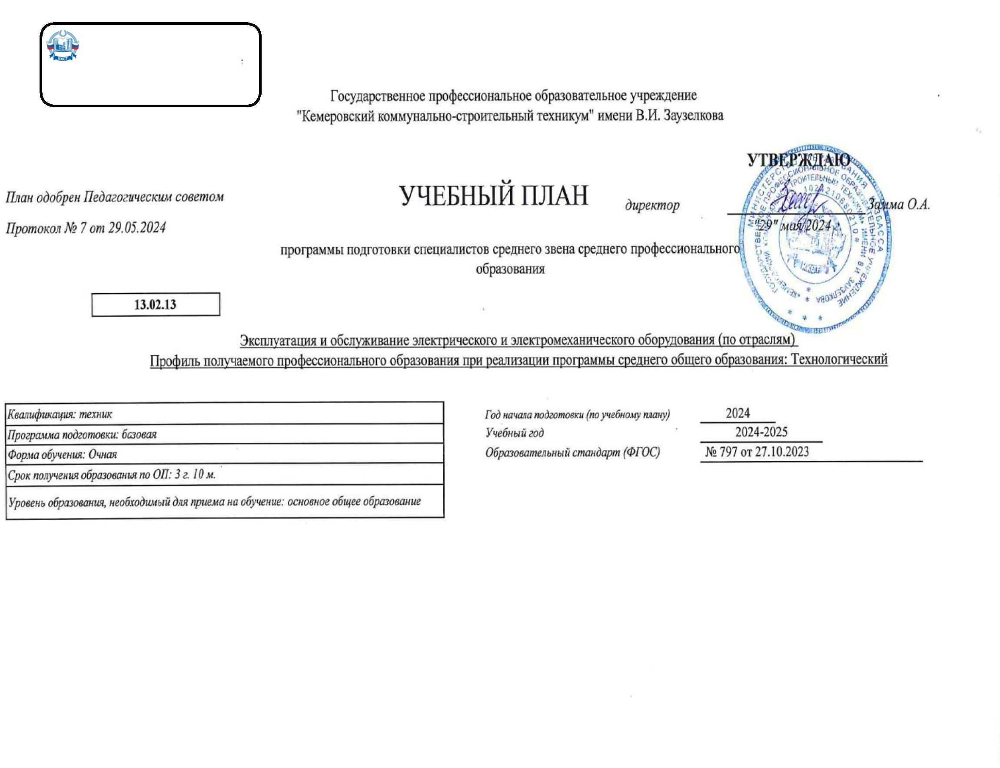 ККСТ
Государственное профессиональное образовательное учреждение
"Кемеровский коммунально-строительный техникум" имени В.И. Заузелкова
УТВЕРЖДАЮ
План одобрен Педагогическим советом
УЧЕБНЫЙ ПЛАН
директор
Замма О.А.
Протокол № 7 от 29.05.2024
"29" мая 2024 г.
программы подготовки специалистов среднего звена среднего профессионального
образования
13.02.13
Эксплуатация и обслуживание электрического и электромеханического оборудования (по отраслям)
Профиль получаемого профессионального образования при реализации программы среднего общего образования: Технологический
Квалификация: техник
Программа подготовки: базовая
Форма обучения: Очная
Срок получения образования по ОП: 3 г. 10 м.
Уровень образования, необходимый для приема на обучение: основное общее образование
Год начала подготовки (по учебному плану) 2024
Учебный год 2024-2025
Образовательный стандарт (ФГОС) № 797 от 27.10.2023